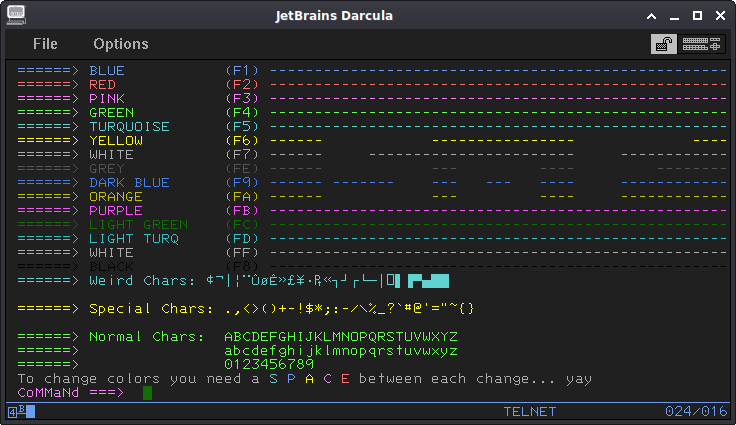 JetBrains Darcula
File Options
======> BLUE (F1) ----------------------------------------------------
======> RED (F2) ----------------------------------------------------
======> PINK (F3) ----------------------------------------------------
======> GREEN (F4) ----------------------------------------------------
======> TURQUOISE (F5) ----------------------------------------------------
======> YELLOW (F6) ------ ---------------- ----
======> WHITE (F7) ------ ---------------- ------------
======> GREY (FE) ------ --- ---- ------------
======> DARK BLUE (F9) ------ ------- --- --- ---- ------------
======> ORANGE (FA) ------ --- ---- ------------
======> PURPLE (FB) ----------------------------------------------------
======> LIGHT GREEN (FC) ----------------------------------------------------
======> LIGHT TURQ (FD) ----------------------------------------------------
======> WHITE (FF) ----------------------------------------------------
======> BLACK (F8)
======> Weird Chars: ¢¬|¦¨ÛøÊ»£¥·₧«┐┘┌└─│
======> Special Chars: .,<>()+-!$*;:-/\%_?`#@'="~{}
======> Normal Chars: ABCDEFGHIJKLMNOPQRSTUVWXYZ
======> abcdefghijklmnopqrstuvwxyz
======> 0123456789
To change colors you need a S P A C E between each change... yay
CoMMaNd ===>
4 B TELNET 024/016